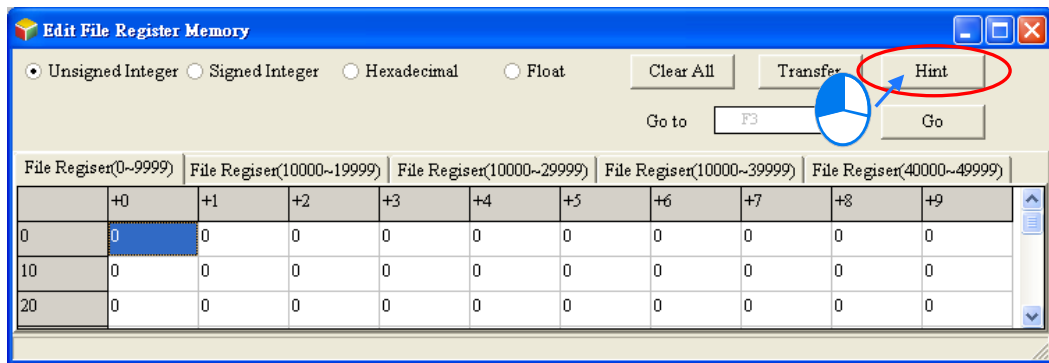 Edit File Register Memory
Unsigned Integer Signed Integer Hexadecimal Float Clear All Transfer Hint
Go to F3 Go
File Regiser(0~9999) File Regiser(10000~19999) File Regiser(10000~29999) File Regiser(10000~39999) File Regiser(40000~49999)
+0 +1 +2 +3 +4 +5 +6 +7 +8 +9
0 0 0 0 0 0 0 0 0 0 0
10 0 0 0 0 0 0 0 0 0 0
20 0 0 0 0 0 0 0 0 0 0